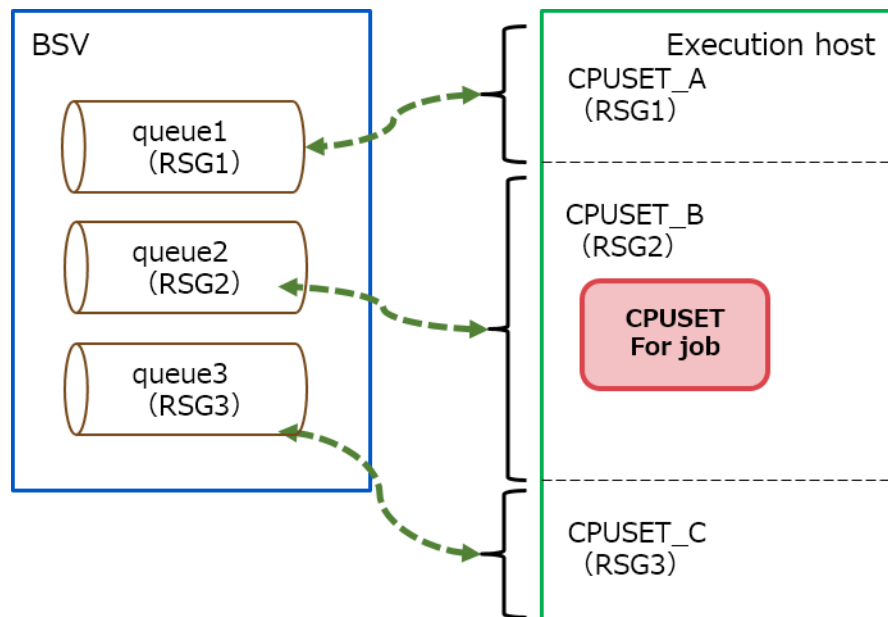 BSV
queue1
（RSG1）
queue2
（RSG2）
queue3
（RSG3）
Execution host
CPUSET_A
（RSG1）
CPUSET_B
（RSG2）
CPUSET
For job
CPUSET_C
（RSG3）